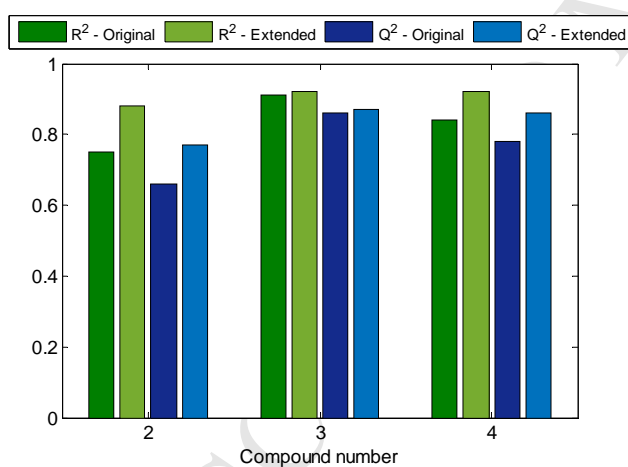 R² - Original R² - Extended Q² - Original Q² - Extended
1
0.8
0.6
0.4
0.2
0
2 3 4
Compound number